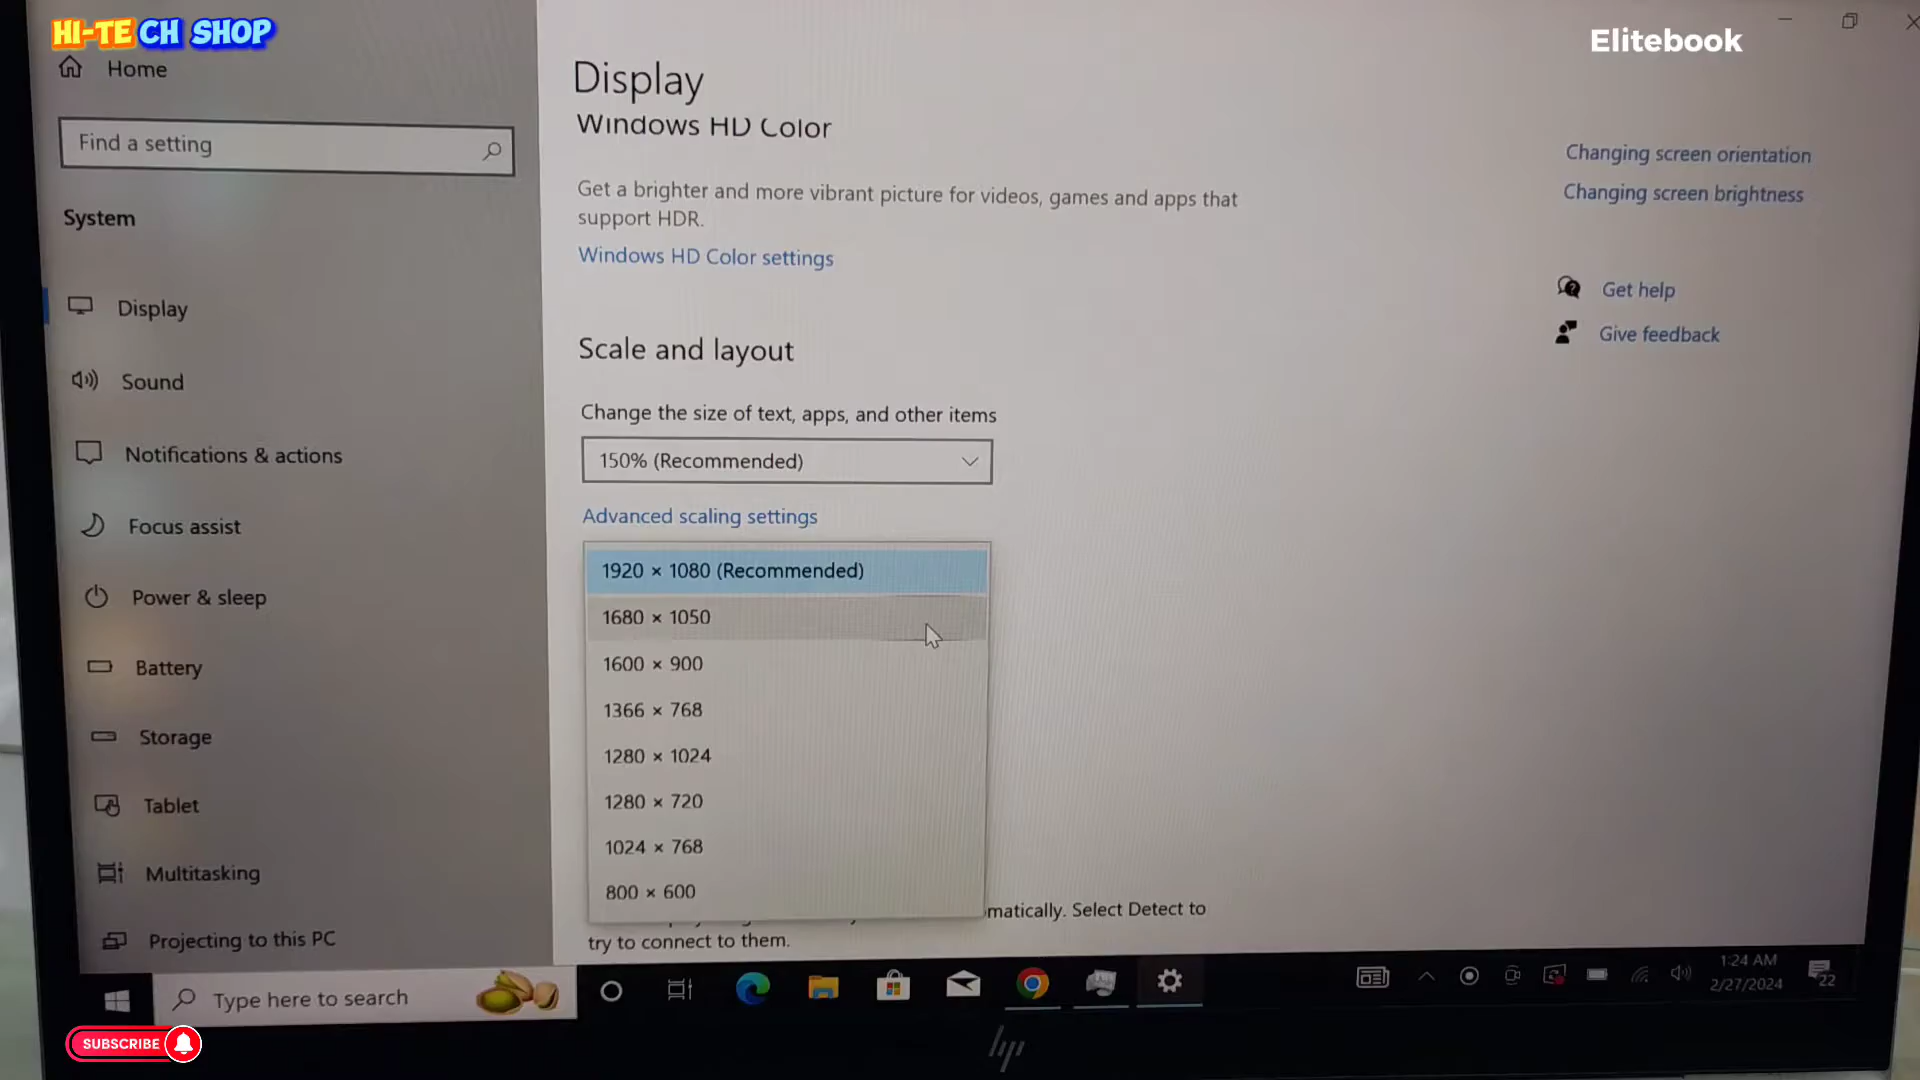 HI-TECH SHOP
Elitebook
Home
Find a setting
System
Display
Sound
Notifications & actions
Focus assist
Power & sleep
Battery
Storage
Tablet
Multitasking
Projecting to this PC
Display
Windows HD Color
Get a brighter and more vibrant picture for videos, games and apps that
support HDR.
Windows HD Color settings
Scale and layout
Change the size of text, apps, and other items
150% (Recommended)
Advanced scaling settings
1920 × 1080 (Recommended)
1680 × 1050
1600 × 900
1366 × 768
1280 × 1024
1280 × 720
1024 × 768
800 × 600
matically. Select Detect to
try to connect to them.
Changing screen orientation
Changing screen brightness
Get help
Give feedback
Type here to search
1:24 AM
2/27/2024
22
SUBSCRIBE
hp